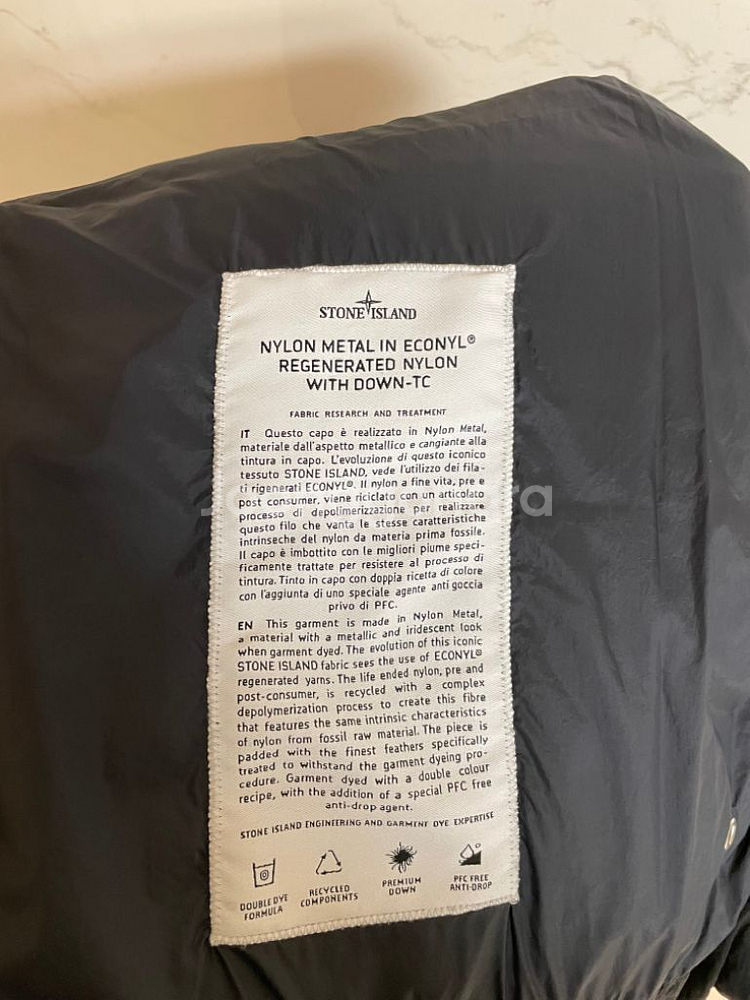 STONE ISLAND
NYLON METAL IN ECONYL®
REGENERATED NYLON
WITH DOWN-TC
FABRIC RESEARCH AND TREATMENT
IT Questo capo è realizzato in Nylon Metal,
materiale dall'aspetto metallico e cangiante alla
tintura in capo. L'evoluzione di questo iconico
tessuto STONE ISLAND, vede l'utilizzo dei fila-
ti rigenerati ECONYL®. Il nylon a fine vita, pre e
post consumer, viene riciclato con un articolato
processo di depolimerizzazione per realizzare
questo filo che vanta le stesse caratteristiche
intrinseche del nylon da materia prima fossile.
Il capo è imbottito con le migliori piume speci-
ficamente trattate per resistere al processo di
tintura. Tinto in capo con doppia ricetta di colore
con l'aggiunta di uno speciale agente anti goccia
privo di PFC.
EN This garment is made in Nylon Metal,
a material with a metallic and iridescent look
when garment dyed. The evolution of this iconic
STONE ISLAND fabric sees the use of ECONYL®
regenerated yarns. The life ended nylon, pre and
post-consumer, is recycled with a complex
depolymerization process to create this fibre
that features the same intrinsic characteristics
of nylon from fossil raw material. The piece is
padded with the finest feathers specifically
treated to withstand the garment dyeing pro-
cedure. Garment dyed with a double colour
recipe, with the addition of a special PFC free
anti-drop agent.
STONE ISLAND ENGINEERING AND GARMENT DYE EXPERTISE
DOUBLE DYE
FORMULA
RECYCLED
COMPONENTS
PREMIUM
DOWN
PFC FREE
ANTI-DROP